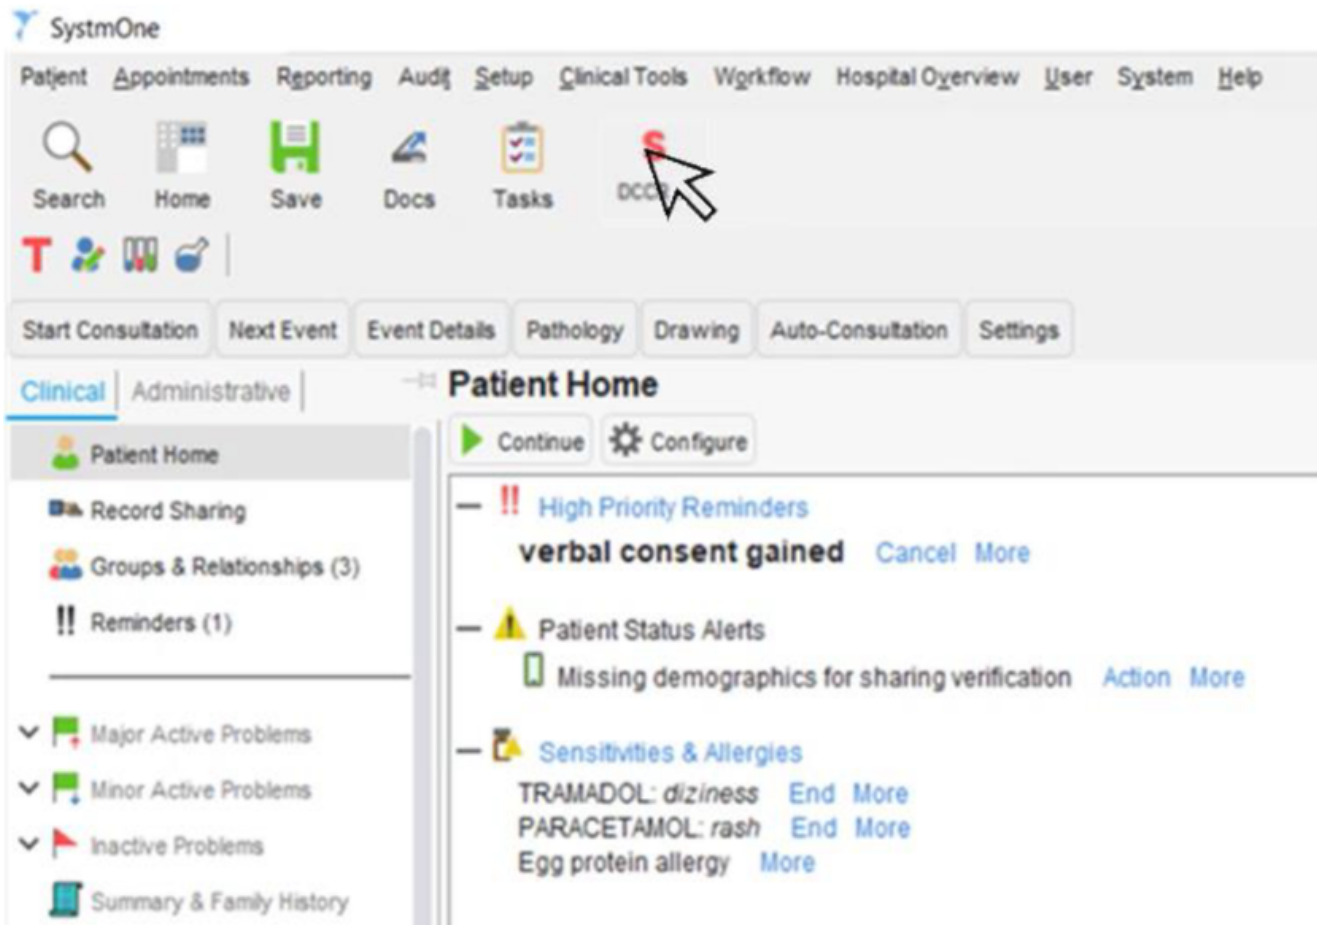 SystmOne
Patient Appointments Reporting Audit Setup Clinical Tools Workflow Hospital Overview User System Help
S
Search Home Save Docs Tasks
T
Start Consultation Next Event Event Details Pathology Drawing Auto-Consultation Settings
Clinical Administrative
Patient Home
Record Sharing
Groups & Relationships (3)
!! Reminders (1)
Major Active Problems
Minor Active Problems
Inactive Problems
Summary & Family History
Patient Home
Continue Configure
!! High Priority Reminders
verbal consent gained Cancel More
Patient Status Alerts
Missing demographics for sharing verification Action More
Sensitivities & Allergies
TRAMADOL: diziness End More
PARACETAMOL: rash End More
Egg protein allergy More